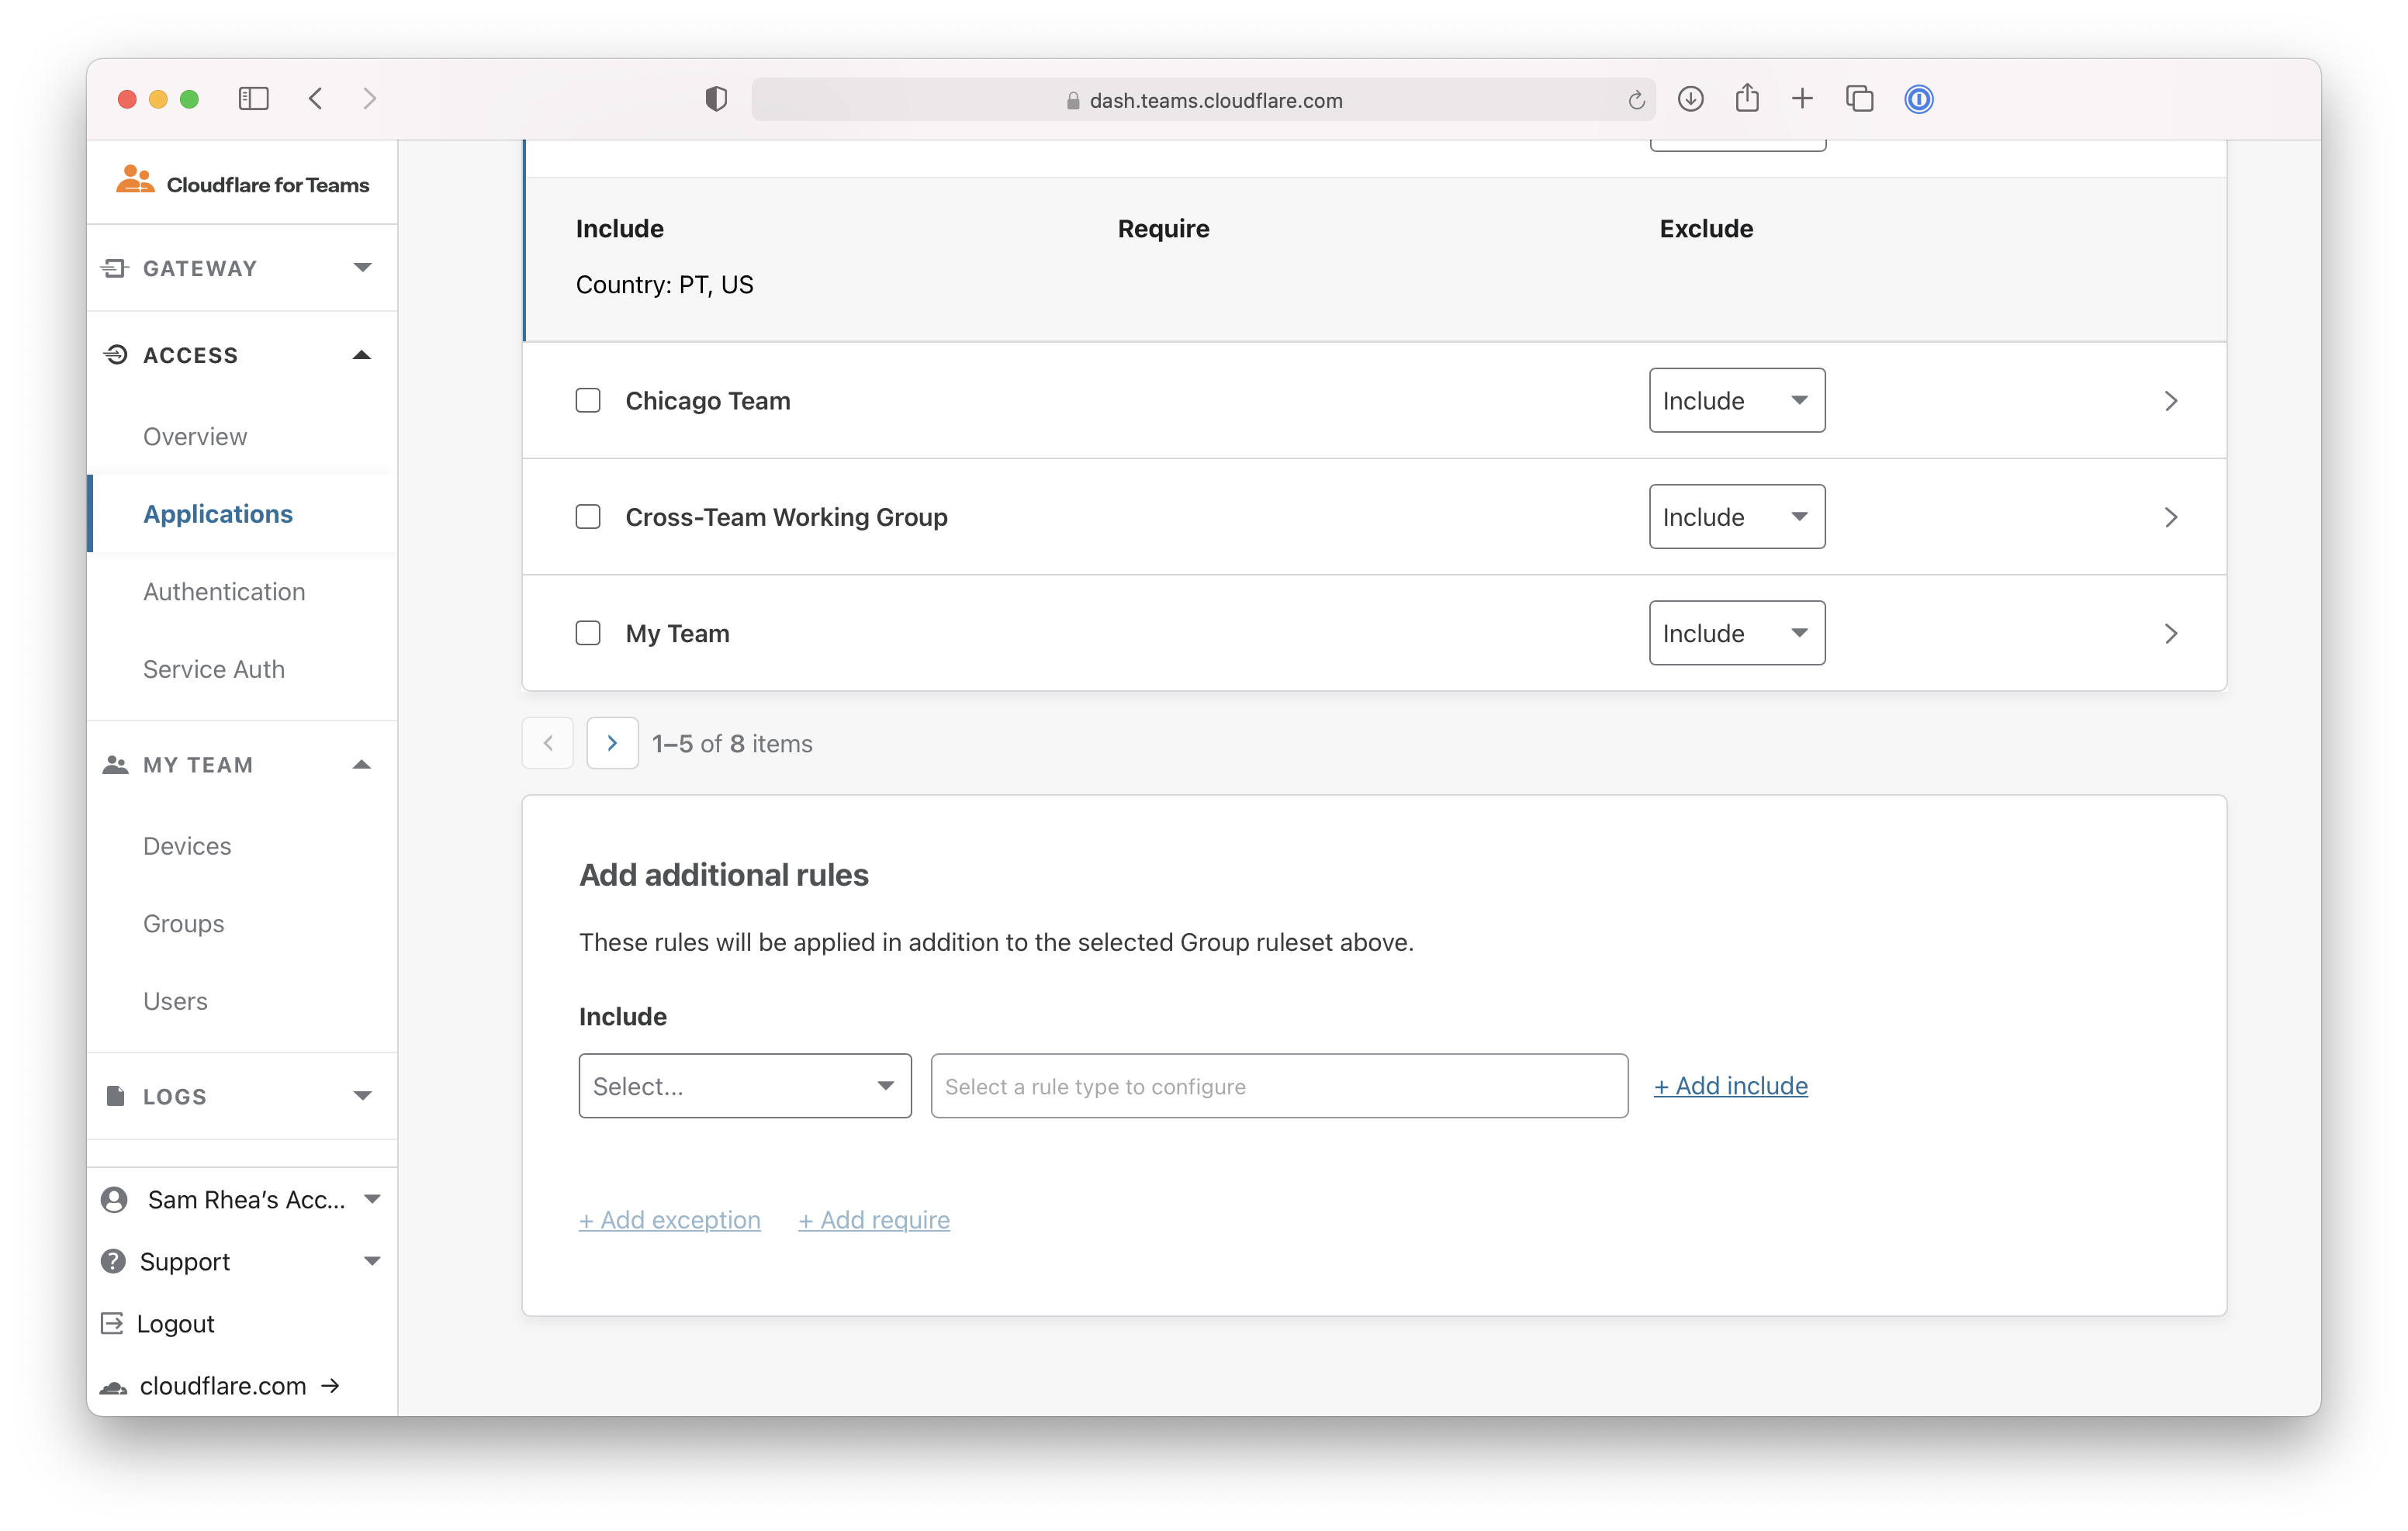 dash.teams.cloudflare.com
Cloudflare for Teams
GATEWAY
ACCESS
Overview
Applications
Authentication
Service Auth
MY TEAM
Devices
Groups
Users
LOGS
Sam Rhea's Acc...
Support
Logout
cloudflare.com →
Include Require Exclude
Country: PT, US
Chicago Team Include
Cross-Team Working Group Include
My Team Include
1–5 of 8 items
Add additional rules
These rules will be applied in addition to the selected Group ruleset above.
Include
Select... Select a rule type to configure + Add include
+ Add exception + Add require